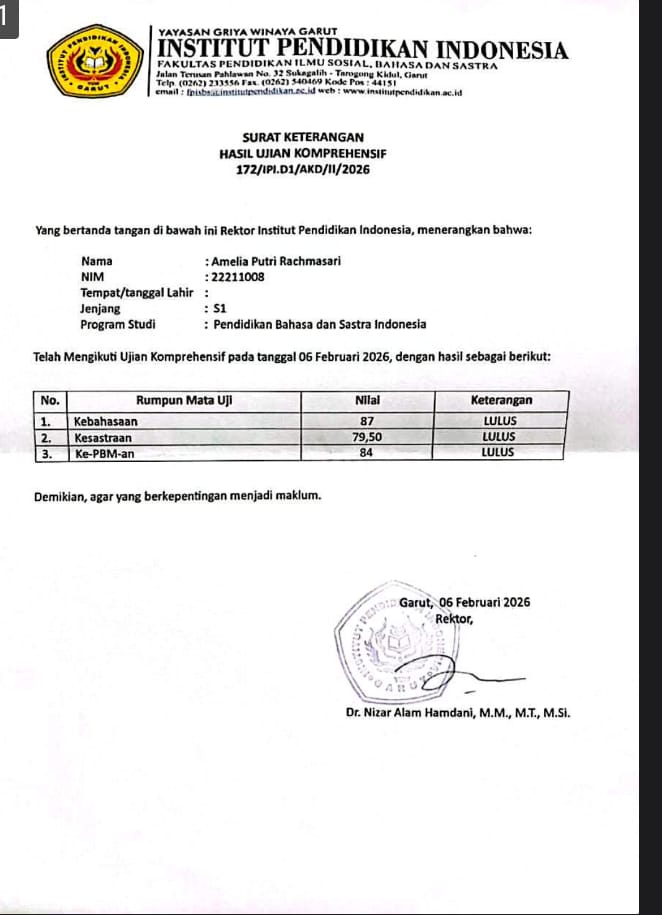 1
YAYASAN GRIYA WINAYA GARUT
INSTITUT PENDIDIKAN INDONESIA
FAKULTAS PENDIDIKAN ILMU SOSIAL, BAHASA DAN SASTRA
Jalan Terusan Pahlawan No. 32 Sukagalih - Tarogong Kidul, Garut
Telp. (0262) 233556 Fax. (0262) 540469 Kode Pos : 44151
email : fpisbs@institutpendidikan.ac.id web : www.institutpendidikan.ac.id
SURAT KETERANGAN
HASIL UJIAN KOMPREHENSIF
172/IPI.D1/AKD/II/2026
Yang bertanda tangan di bawah ini Rektor Institut Pendidikan Indonesia, menerangkan bahwa:
Nama : Amelia Putri Rachmasari
NIM : 22211008
Tempat/tanggal Lahir :
Jenjang : S1
Program Studi : Pendidikan Bahasa dan Sastra Indonesia
Telah Mengikuti Ujian Komprehensif pada tanggal 06 Februari 2026, dengan hasil sebagai berikut:
No. Rumpun Mata Uji Nilai Keterangan
1. Kebahasaan 87 LULUS
2. Kesastraan 79,50 LULUS
3. Ke-PBM-an 84 LULUS
Demikian, agar yang berkepentingan menjadi maklum.
Garut, 06 Februari 2026
Rektor,
Dr. Nizar Alam Hamdani, M.M., M.T., M.Si.